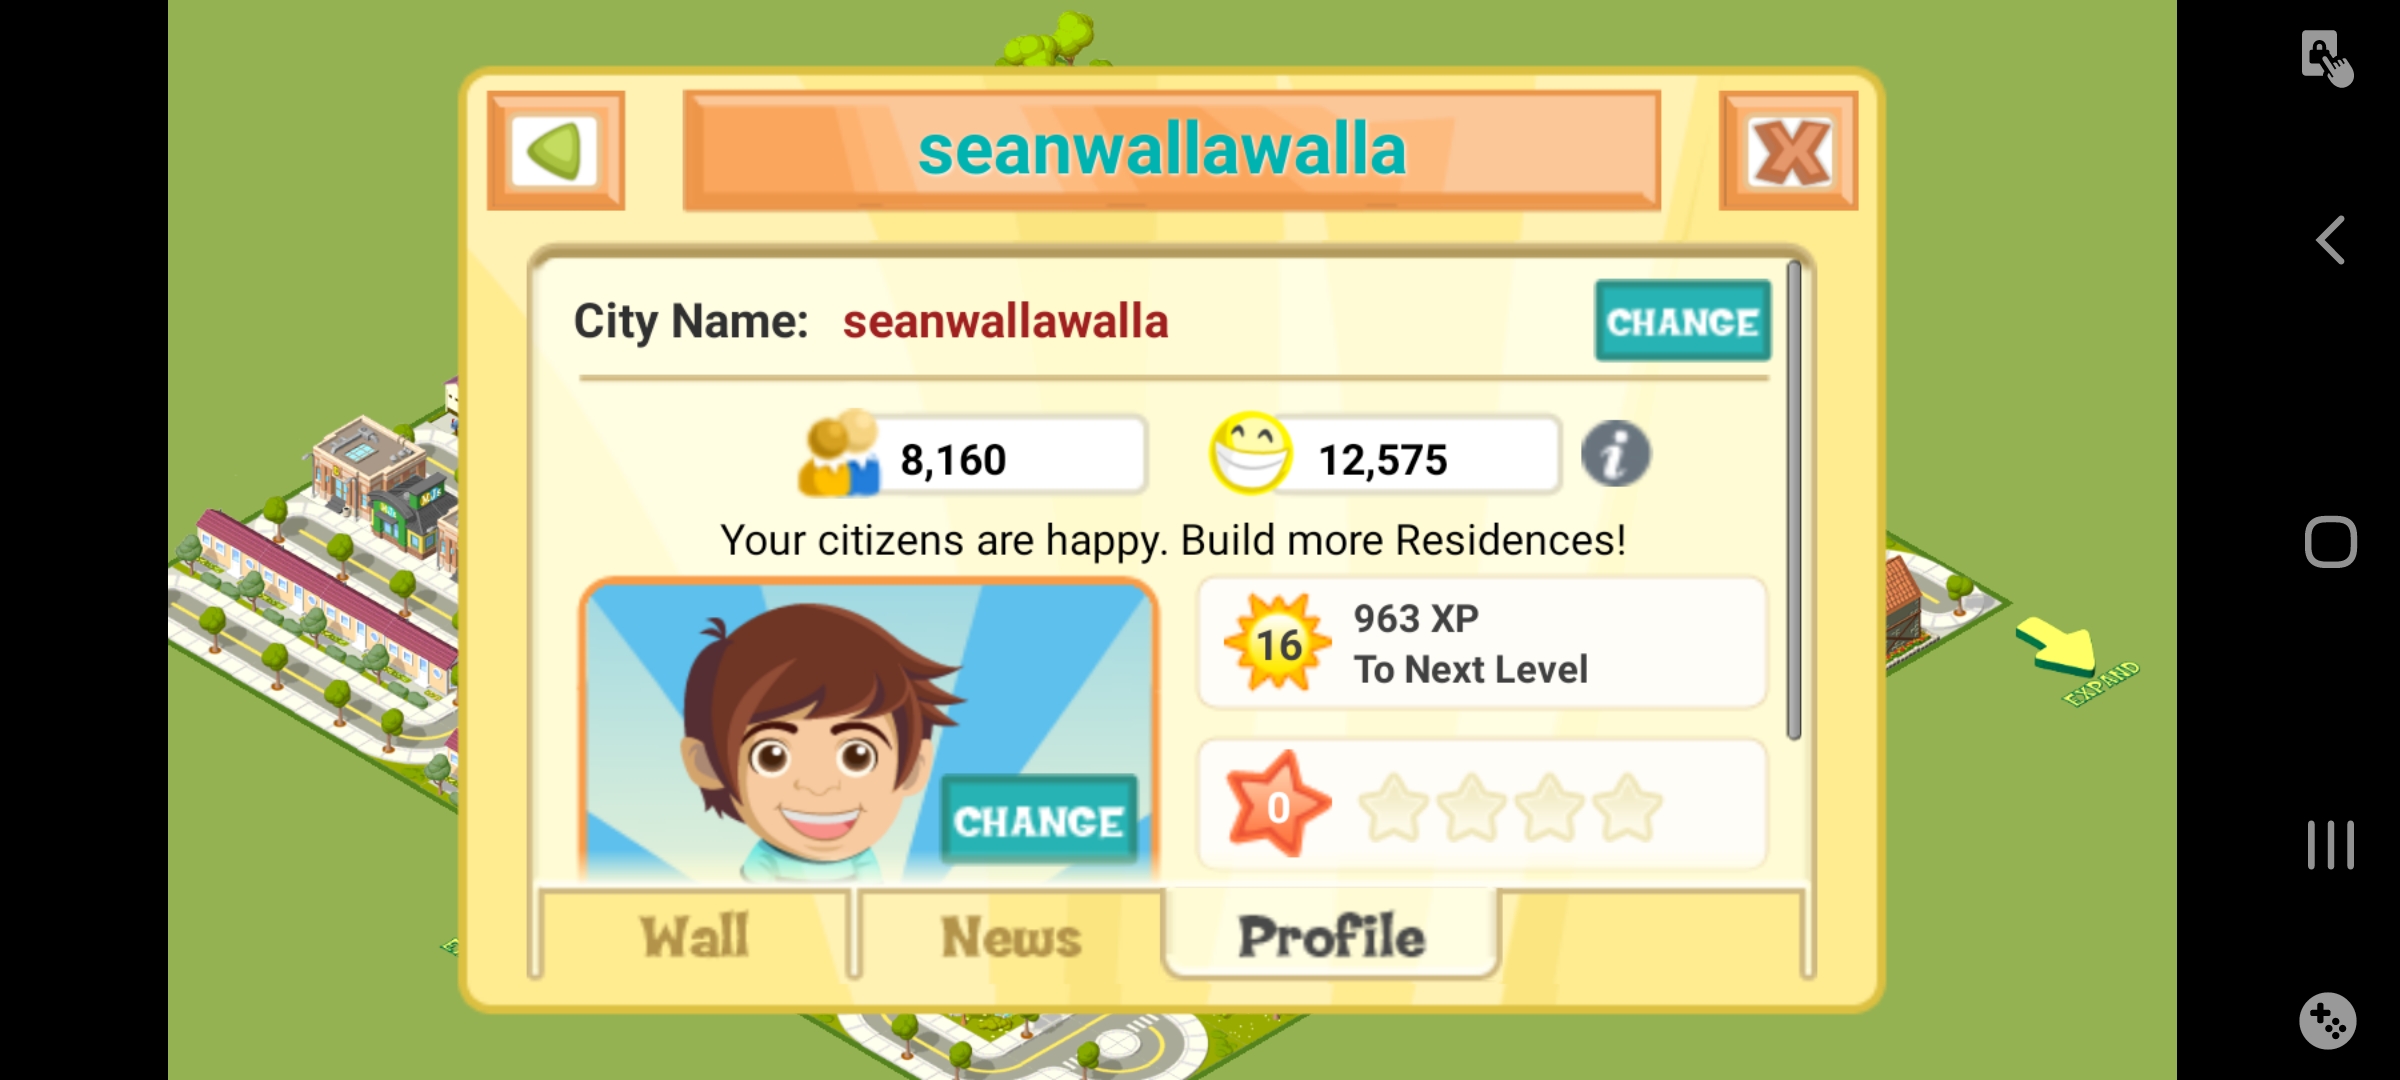 seanwallawalla
City Name: seanwallawalla
CHANGE
8,160
12,575
i
Your citizens are happy. Build more Residences!
16
963 XP
To Next Level
0
CHANGE
MJ's
EXPAND
Wall
News
Profile